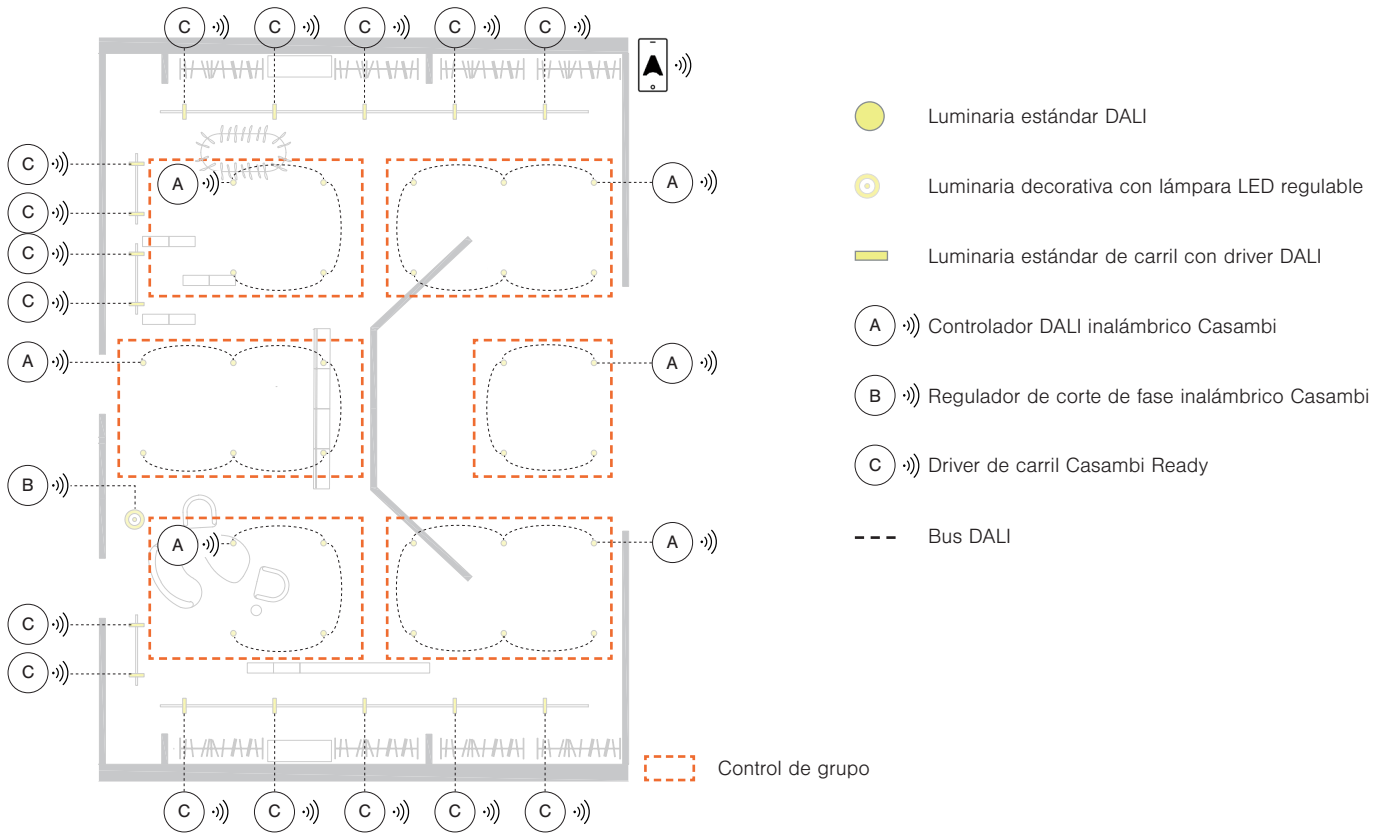 C C C C C
C
A A
C
C
C
A A
B
A A
C
C
C C C C C
Luminaria estándar DALI
Luminaria decorativa con lámpara LED regulable
Luminaria estándar de carril con driver DALI
A Controlador DALI inalámbrico Casambi
B Regulador de corte de fase inalámbrico Casambi
C Driver de carril Casambi Ready
Bus DALI
Control de grupo